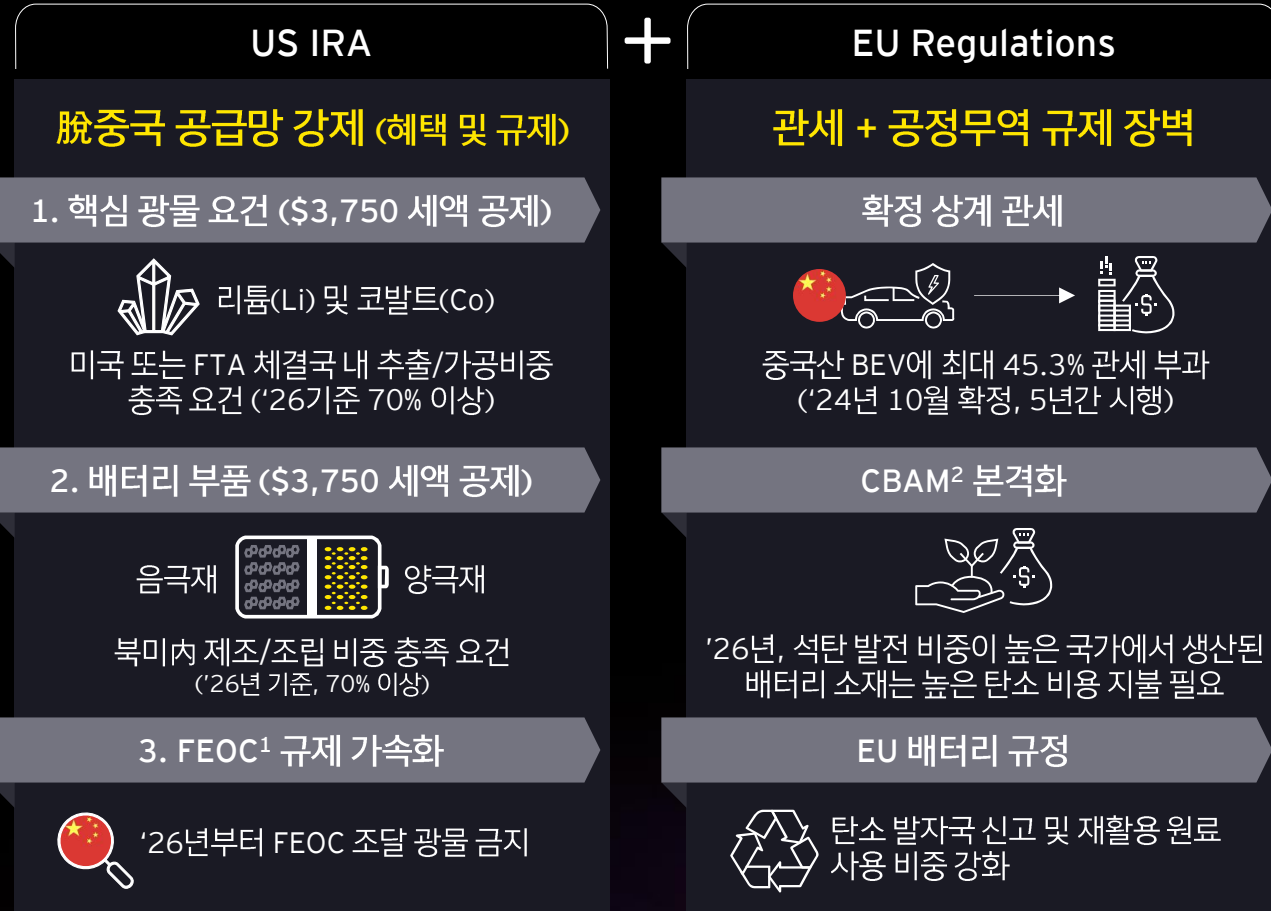 US IRA
脫중국 공급망 강제 (혜택 및 규제)
1. 핵심 광물 요건 ($3,750 세액 공제)
리튬(Li) 및 코발트(Co)
미국 또는 FTA 체결국 내 추출/가공비중
충족 요건 (‘26기준 70% 이상)
2. 배터리 부품 ($3,750 세액 공제)
음극재
양극재
북미內 제조/조립 비중 충족 요건
(’26년 기준, 70% 이상)
3. FEOC¹ 규제 가속화
‘26년부터 FEOC 조달 광물 금지
+
EU Regulations
관세 + 공정무역 규제 장벽
확정 상계 관세
$
중국산 BEV에 최대 45.3% 관세 부과
(‘24년 10월 확정, 5년간 시행)
CBAM² 본격화
$
’26년, 석탄 발전 비중이 높은 국가에서 생산된
배터리 소재는 높은 탄소 비용 지불 필요
EU 배터리 규정
탄소 발자국 신고 및 재활용 원료
사용 비중 강화